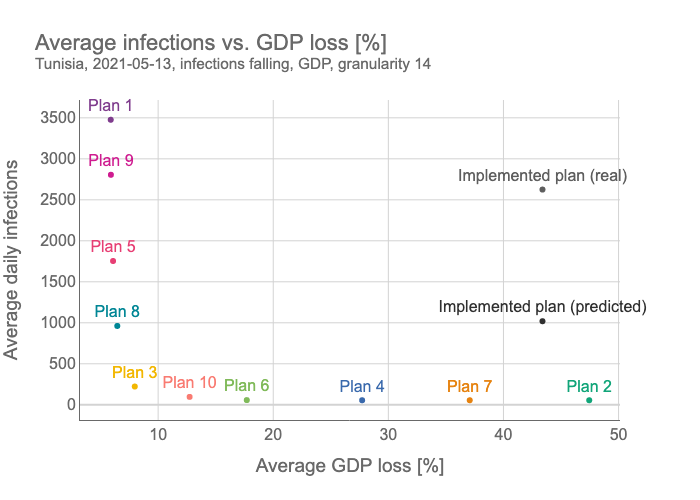 Average infections vs. GDP loss [%]
Tunisia, 2021-05-13, infections falling, GDP, granularity 14
Plan 1
3500
Plan 9
3000
Implemented plan (real)
2500
Plan 5
2000
1500
Plan 8
Implemented plan (predicted)
1000
500
Plan 3
Plan 10
Plan 6
Plan 4
Plan 7
Plan 2
0
10
20
30
40
50
Average daily infections
Average GDP loss [%]